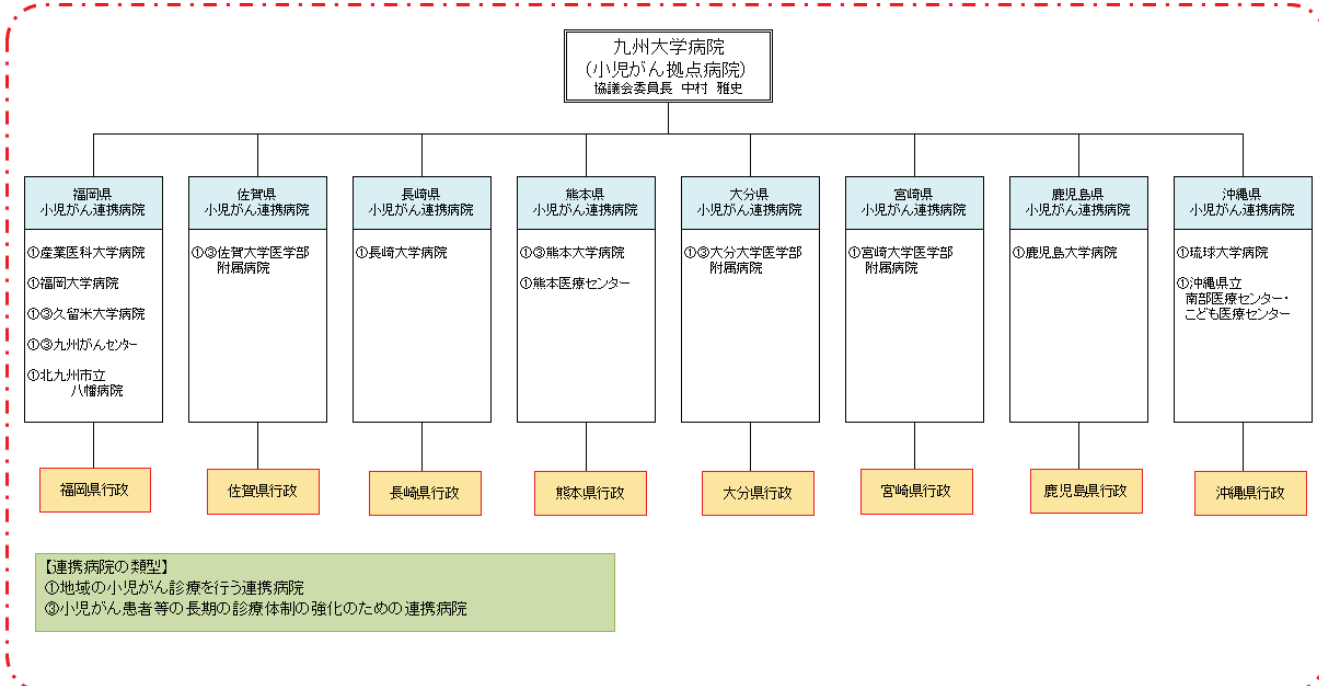 九州大学病院
(小児がん拠点病院)
協議会委員長 中村 雅史
福岡県
小児がん連携病院
①産業医科大学病院
①福岡大学病院
①③久留米大学病院
①③九州がんセンター
①北九州市立
八幡病院
福岡県行政
佐賀県
小児がん連携病院
①③佐賀大学医学部
附属病院
佐賀県行政
長崎県
小児がん連携病院
①長崎大学病院
長崎県行政
熊本県
小児がん連携病院
①③熊本大学病院
①熊本医療センター
熊本県行政
大分県
小児がん連携病院
①③大分大学医学部
附属病院
大分県行政
宮崎県
小児がん連携病院
①宮崎大学医学部
附属病院
宮崎県行政
鹿児島県
小児がん連携病院
①鹿児島大学病院
鹿児島県行政
沖縄県
小児がん連携病院
①琉球大学病院
①沖縄県立
南部医療センター・
こども医療センター
沖縄県行政
【連携病院の類型】
①地域の小児がん診療を行う連携病院
③小児がん患者等の長期の診療体制の強化のための連携病院